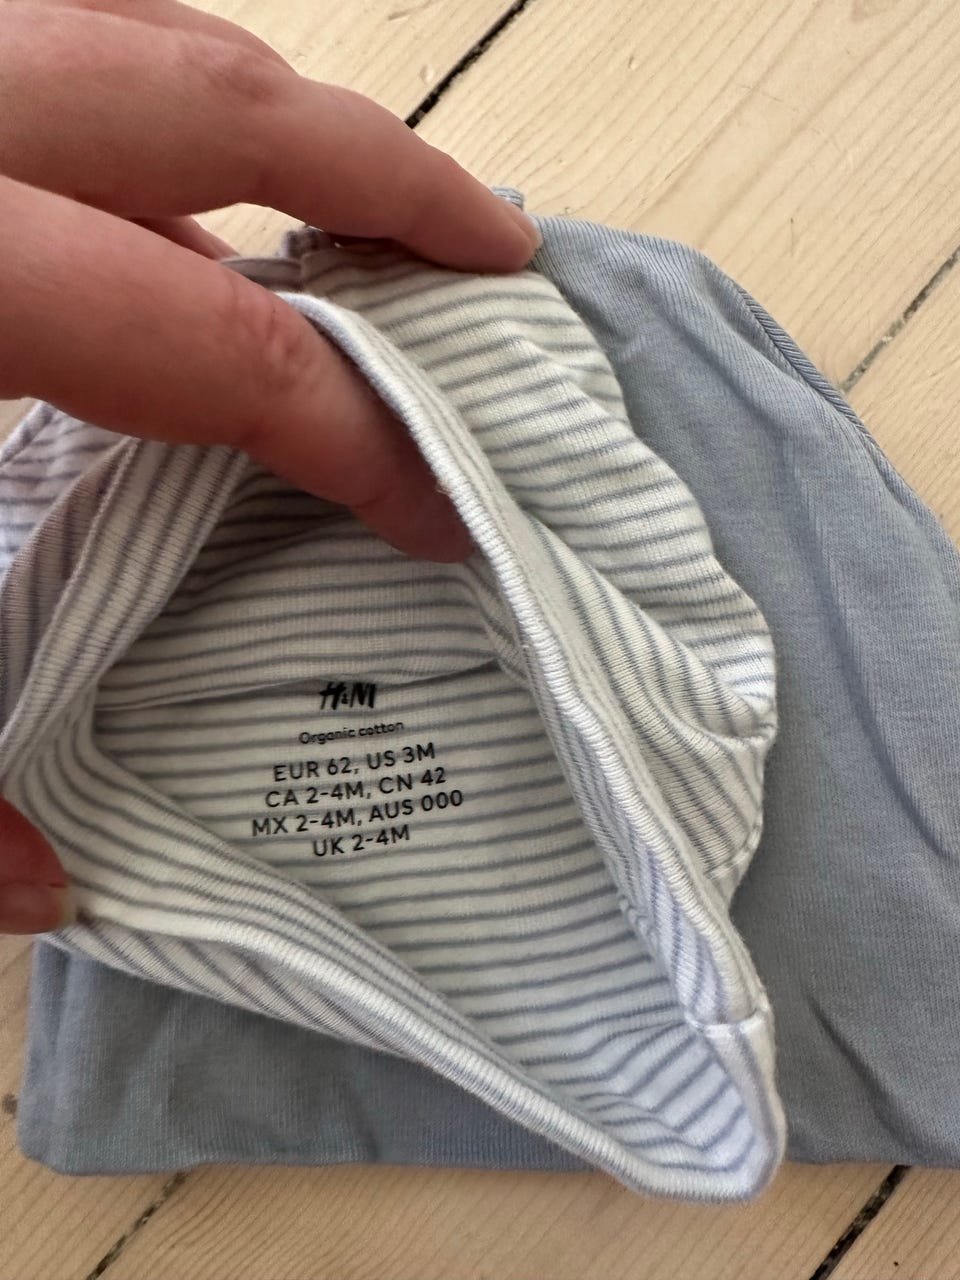 H&M
Organic cotton
EUR 62, US 3M
CA 2-4M, CN 42
MX 2-4M, AUS 000
UK 2-4M